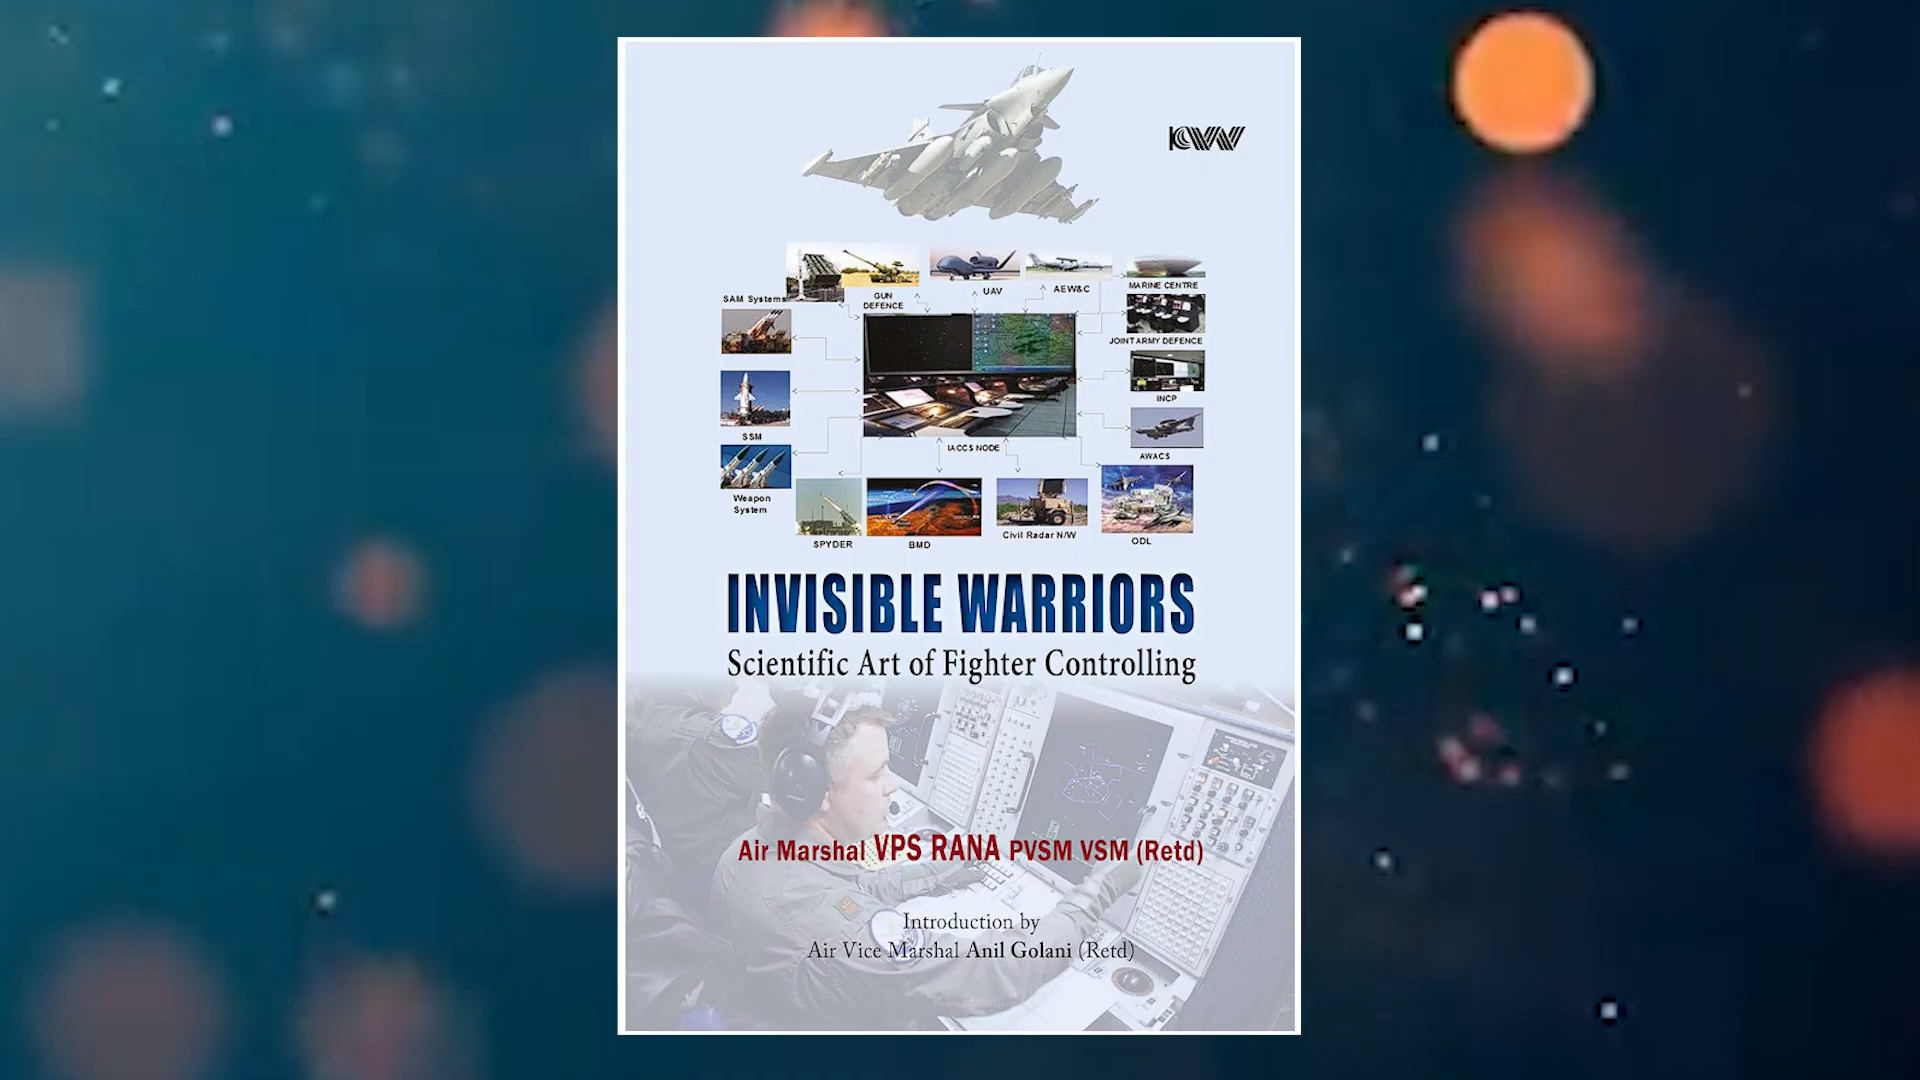 KW
SAM Systems
GUN
DEFENCE
UAV
AEW&C
MARINE CENTRE
JOINT ARMY DEFENCE
INCP
SSM
IACCS NODE
AWACS
Weapon
System
SPYDER
BMD
Civil Radar N/W
ODL
INVISIBLE WARRIORS
Scientific Art of Fighter Controlling
Air Marshal VPS RANA PVSM VSM (Retd)
Introduction by
Air Vice Marshal Anil Golani (Retd)